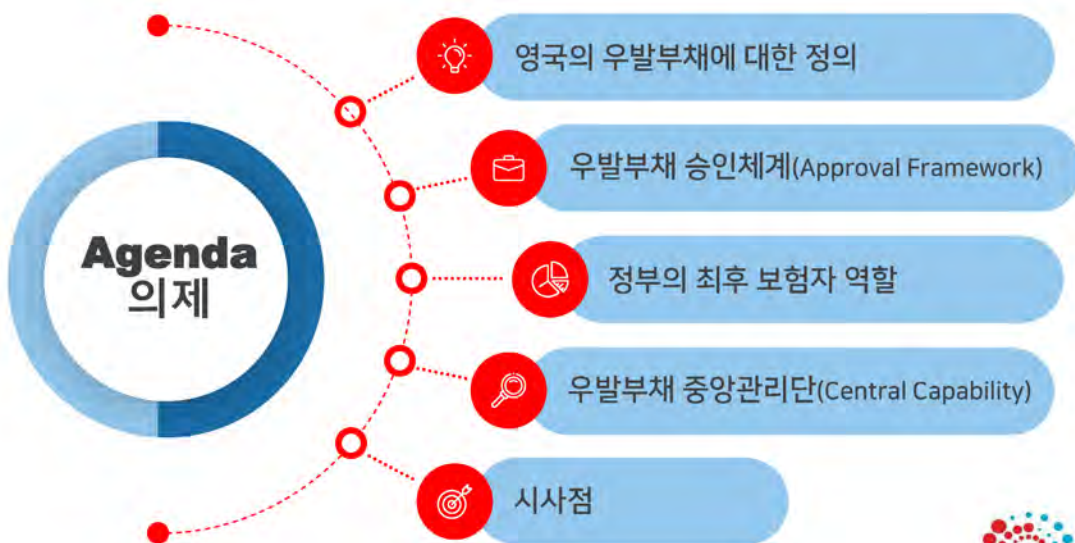 Agenda
의제
영국의 우발부채에 대한 정의
우발부채 승인체계(Approval Framework)
정부의 최후 보험자 역할
우발부채 중앙관리단(Central Capability)
시사점